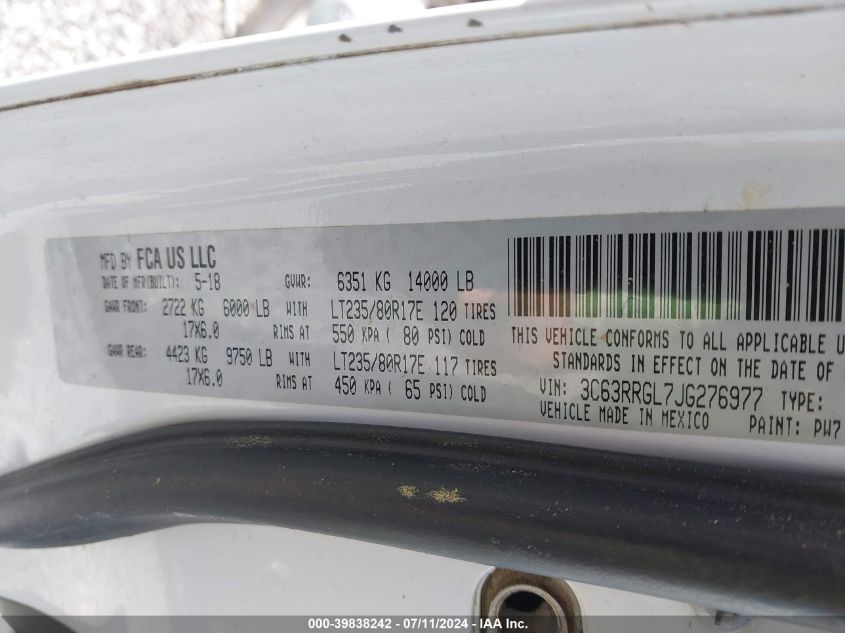 MFD BY FCA US LLC
DATE OF MFR(BUILT): 5-18 GVWR: 6351 KG 14000 LB
GAWR FRONT: 2722 KG 6000 LB WITH LT235/80R17E 120 TIRES
17X6.0 RIMS AT 550 KPA ( 80 PSI) COLD
GAWR REAR: 4423 KG 9750 LB WITH LT235/80R17E 117 TIRES
17X6.0 RIMS AT 450 KPA ( 65 PSI) COLD
THIS VEHICLE CONFORMS TO ALL APPLICABLE U
STANDARDS IN EFFECT ON THE DATE OF
VIN: 3C63RRGL7JG276977 TYPE:
VEHICLE MADE IN MEXICO PAINT: PW7
000-39838242 - 07/11/2024 - IAA Inc.